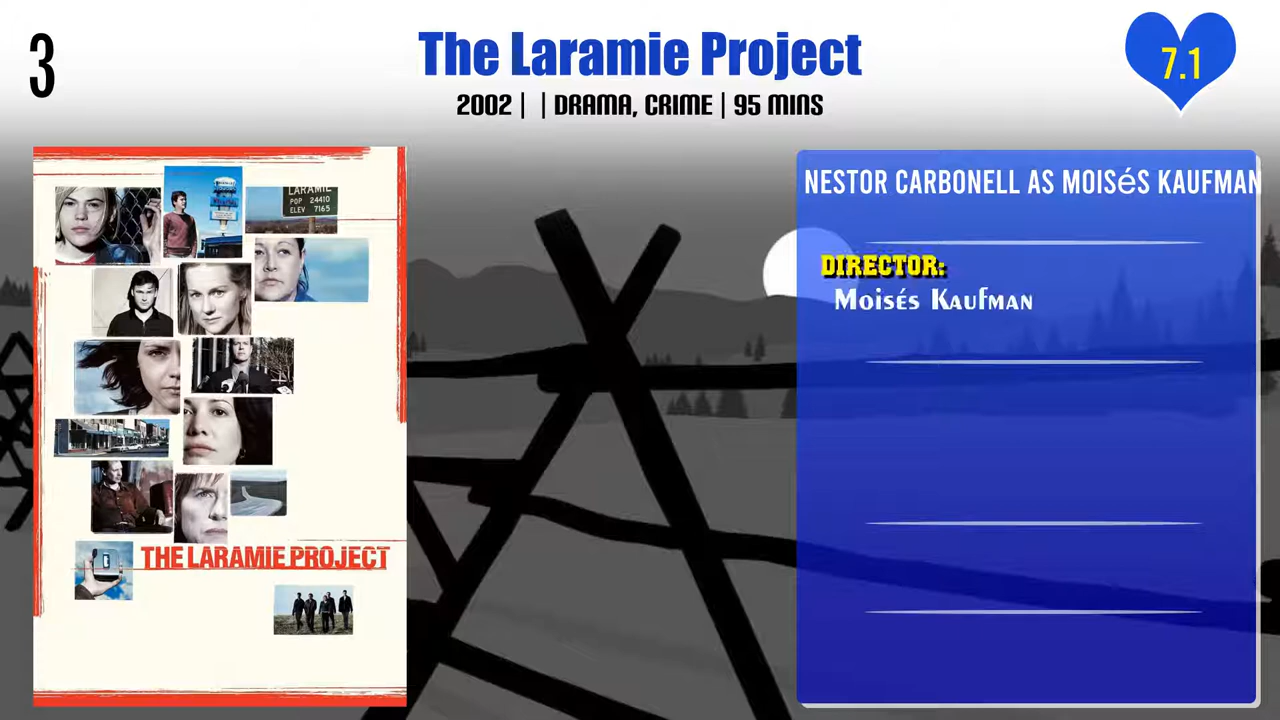 3
The Laramie Project
7.1
2002 | | DRAMA, CRIME | 95 MINS
NESTOR CARBONELL AS MOISéS KAUFMAN
DIRECTOR:
Moisés Kaufman
LARAMIE
POP 24410
ELEV 7165
THE LARAMIE PROJECT